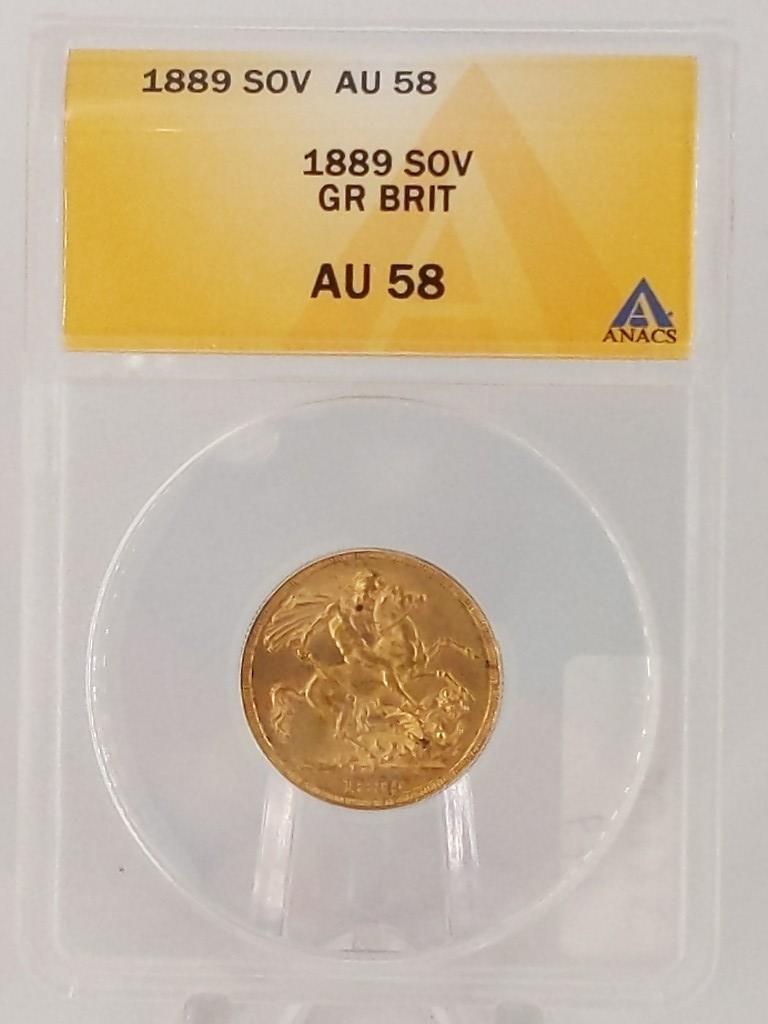 1889 SOV AU 58
1889 SOV
GR BRIT
AU 58
ANACS